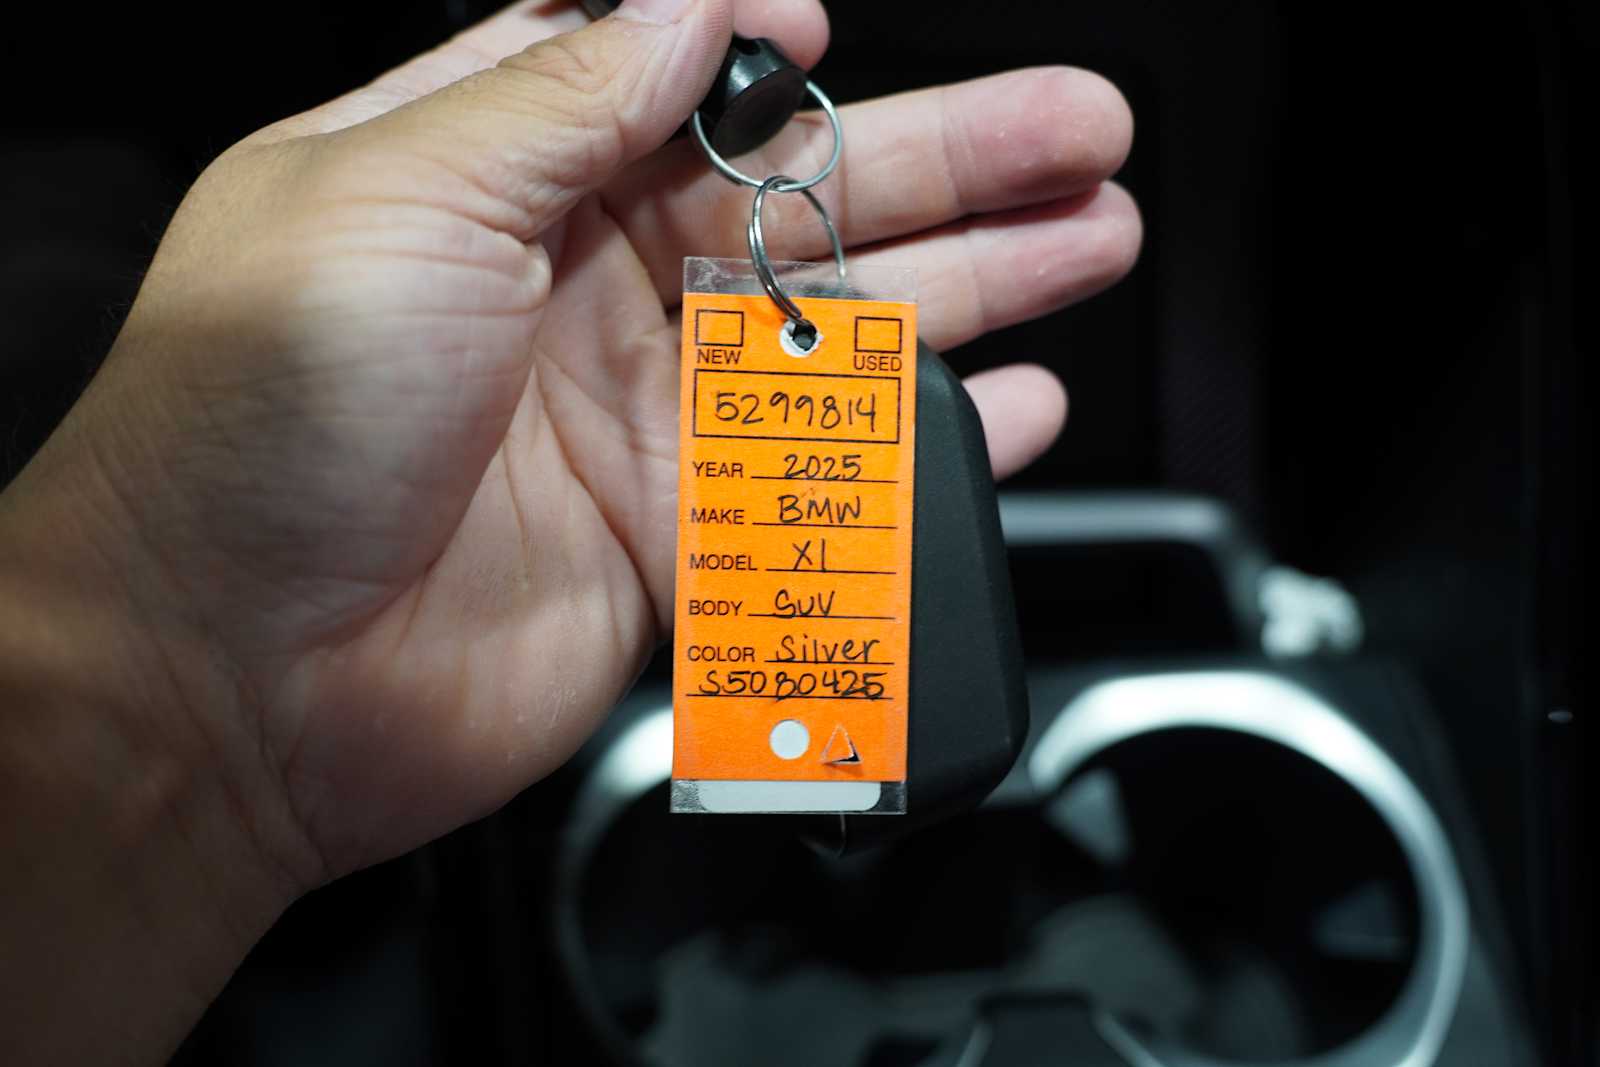 NEW USED
5299814
YEAR 2025
MAKE BMW
MODEL X1
BODY SUV
COLOR Silver
S5080425